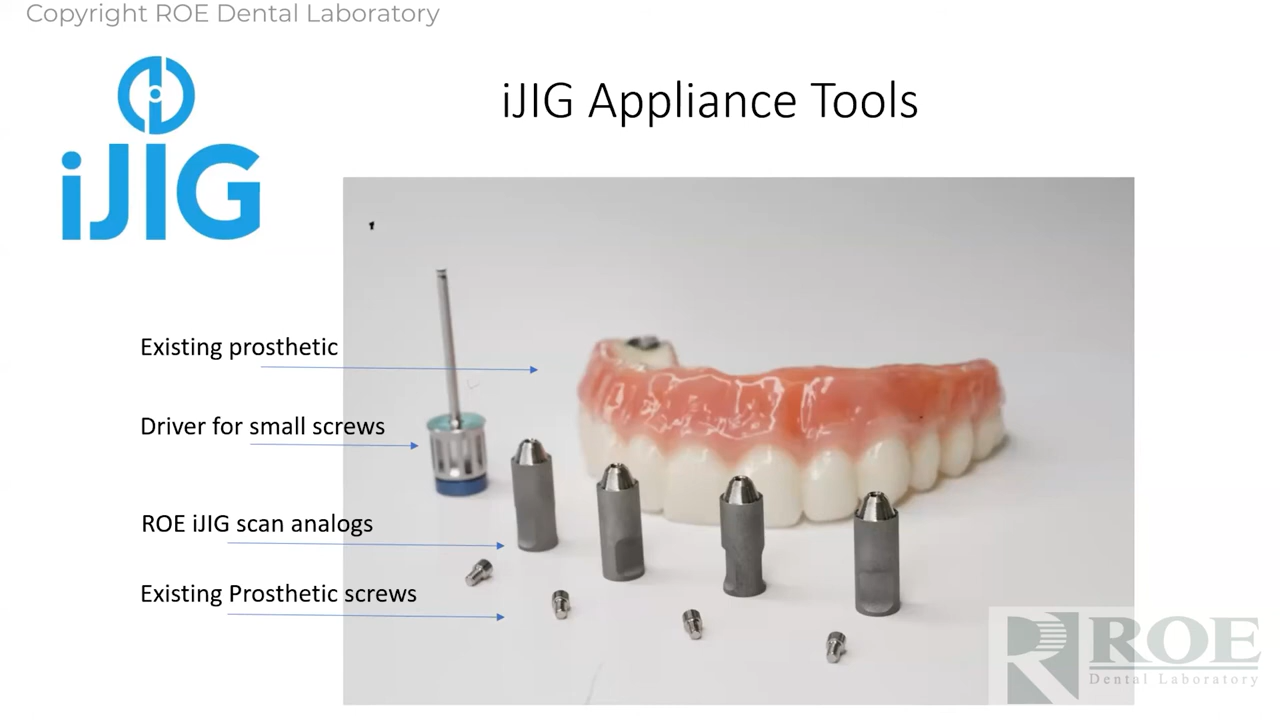 Copyright ROE Dental Laboratory
iJIG
iJIG Appliance Tools
Existing prosthetic
Driver for small screws
ROE iJIG scan analogs
Existing Prosthetic screws
R ROE
Dental Laboratory